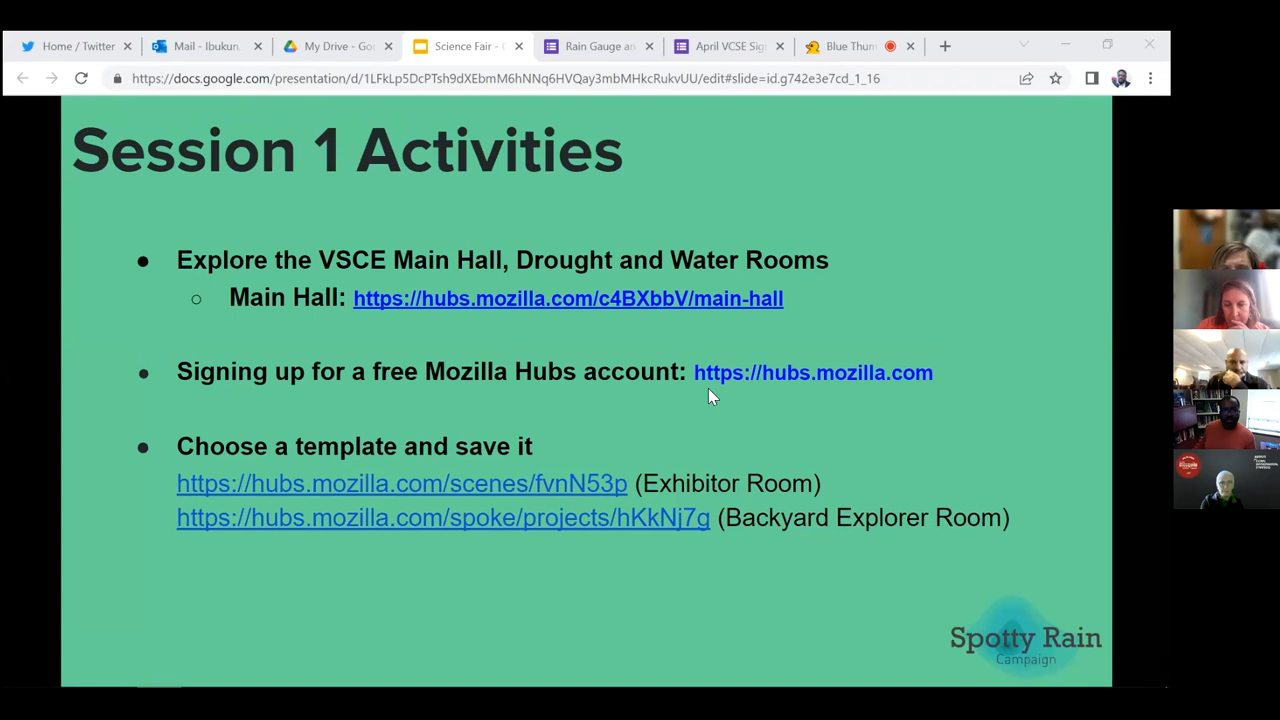 Home / Twitter
Mail - Ibukun
My Drive - Goo
Science Fair - G
Rain Gauge an
April VCSE Sig
Blue Thum
https://docs.google.com/presentation/d/1LFkLp5DcPTsh9dXEbmM6hNNq6HVQay3mbMHkcRukvUU/edit#slide=id.g742e3e7cd_1_16
Session 1 Activities
● Explore the VSCE Main Hall, Drought and Water Rooms
○ Main Hall: https://hubs.mozilla.com/c4BXbbV/main-hall
● Signing up for a free Mozilla Hubs account: https://hubs.mozilla.com
● Choose a template and save it
https://hubs.mozilla.com/scenes/fvnN53p (Exhibitor Room)
https://hubs.mozilla.com/spoke/projects/hKkNj7g (Backyard Explorer Room)
Spotty Rain
Campaign